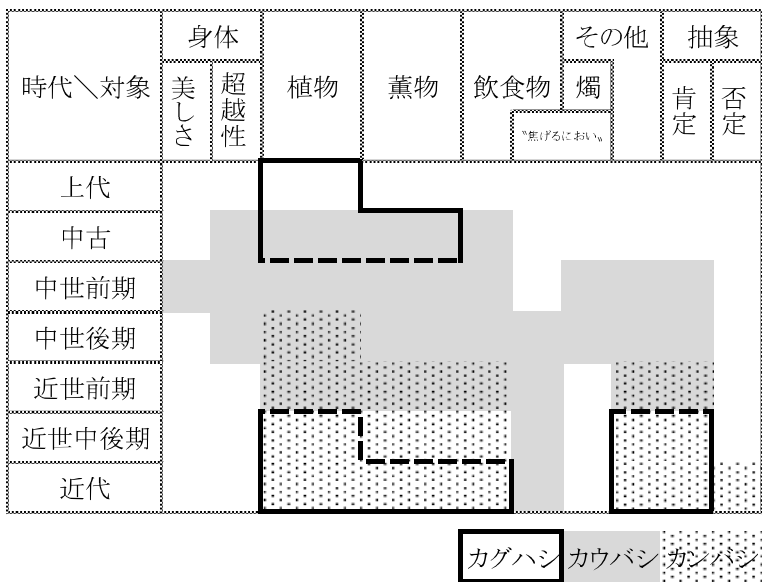 身体
その他
抽象
時代＼対象
美しさ
超越性
植物
薫物
飲食物
燭
肯定
否定
〝焦げるにおい〟
上代
中古
中世前期
中世後期
近世前期
近世中後期
近代
カグハシ
カウバシ
カンバシ